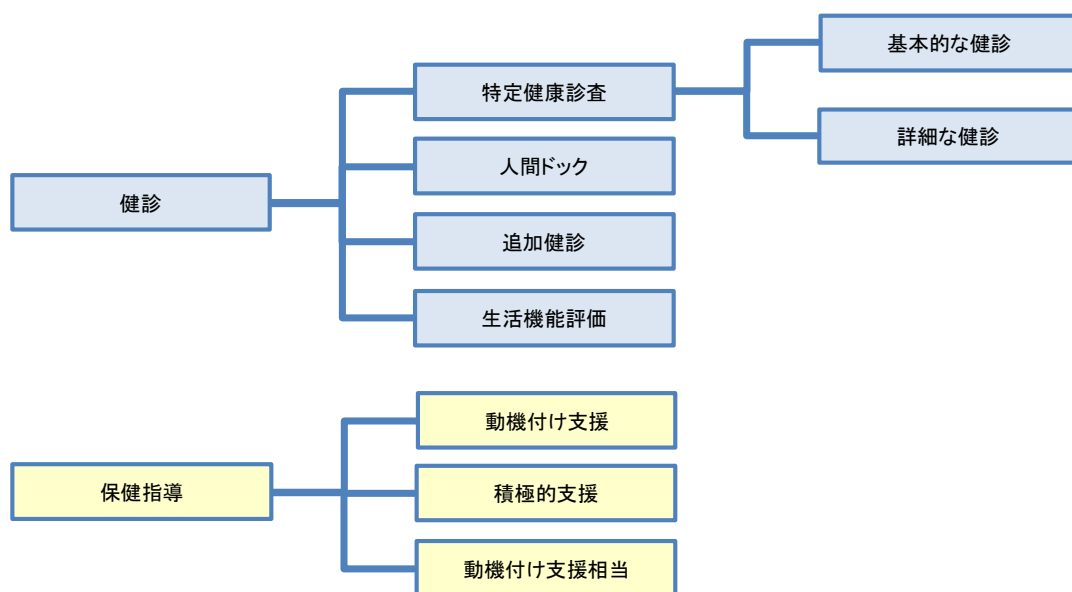 健診
特定健康診査
人間ドック
追加健診
生活機能評価
基本的な健診
詳細な健診
保健指導
動機付け支援
積極的支援
動機付け支援相当